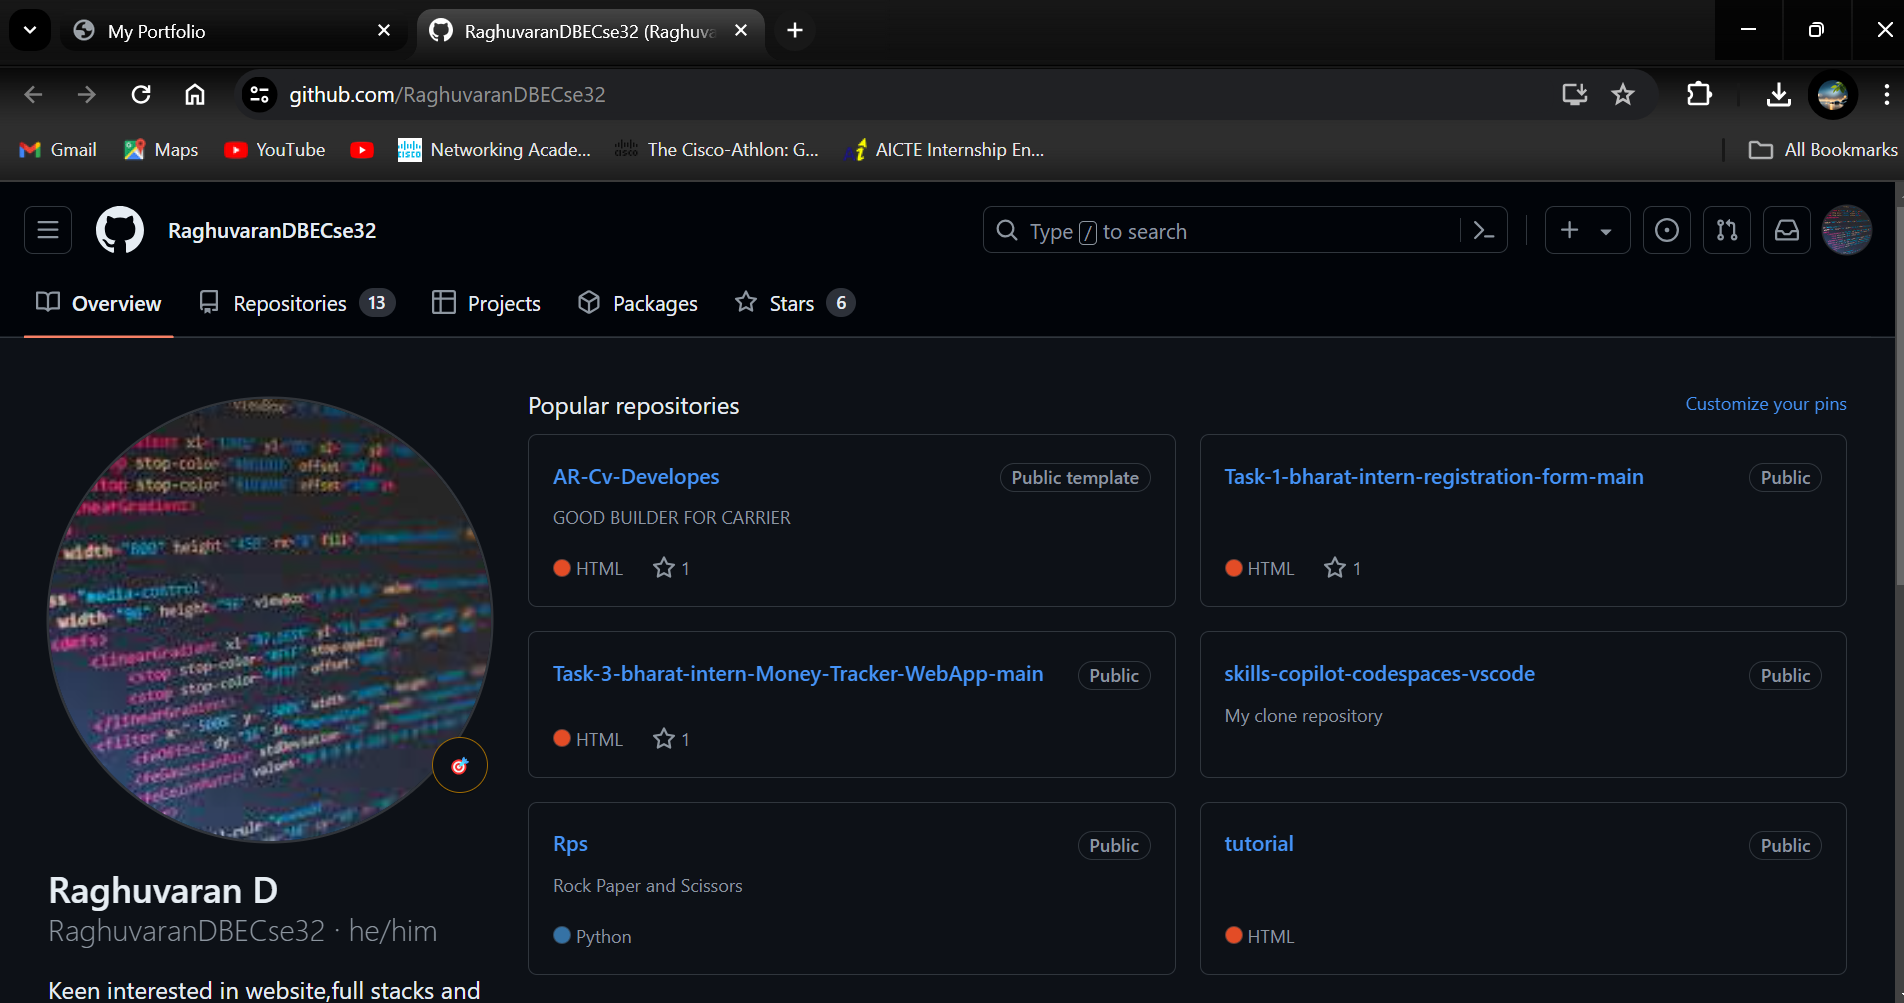 My Portfolio
RaghuvaranDBECse32 (Raghuva
github.com/RaghuvaranDBECse32
Gmail
Maps
YouTube
Networking Acade...
The Cisco-Athlon: G...
AICTE Internship En...
All Bookmarks
RaghuvaranDBECse32
Type / to search
Overview
Repositories 13
Projects
Packages
Stars 6
Popular repositories
Customize your pins
AR-Cv-Developes
Public template
GOOD BUILDER FOR CARRIER
HTML
1
Task-1-bharat-intern-registration-form-main
Public
HTML
1
Task-3-bharat-intern-Money-Tracker-WebApp-main
Public
HTML
1
skills-copilot-codespaces-vscode
Public
My clone repository
Rps
Public
Rock Paper and Scissors
Python
tutorial
Public
HTML
Raghuvaran D
RaghuvaranDBECse32 · he/him
Keen interested in website,full stacks and